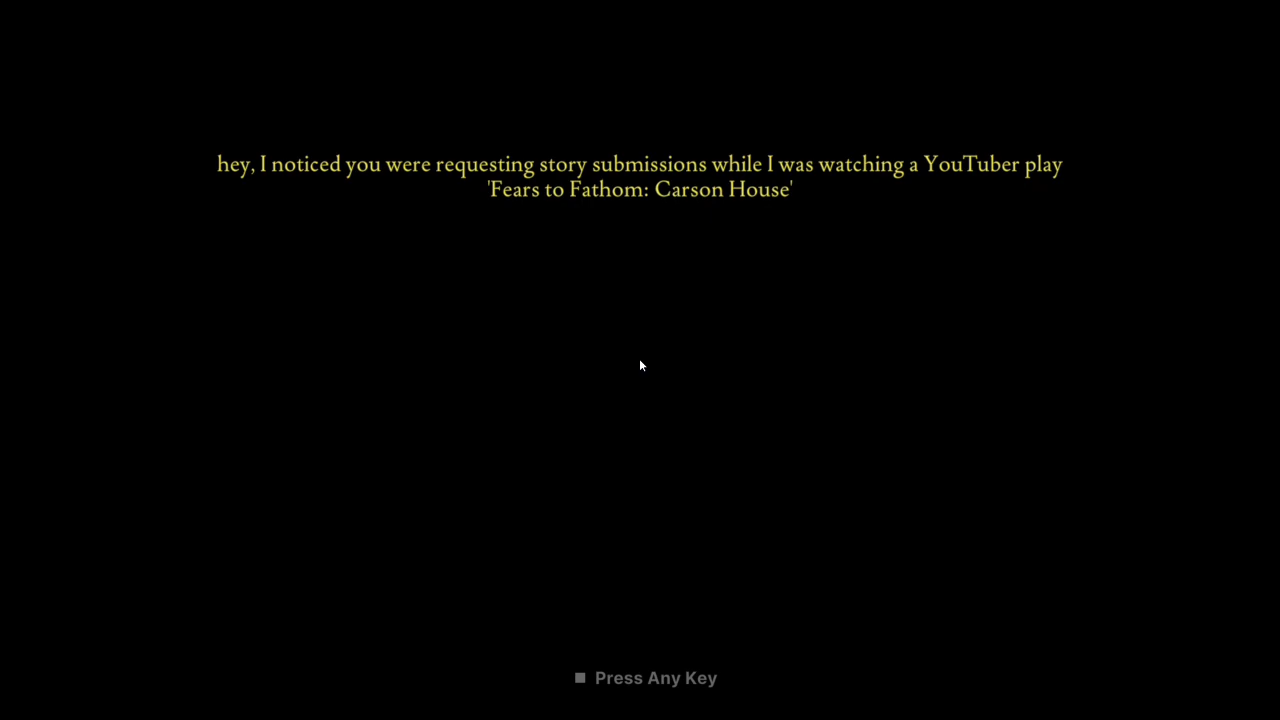 hey, I noticed you were requesting story submissions while I was watching a YouTuber play
'Fears to Fathom: Carson House'
Press Any Key